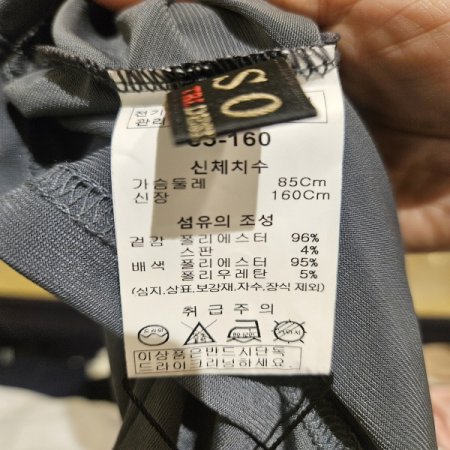 SO
전기
관리
85-160
신체치수
가슴둘레 85Cm
신장 160Cm
섬유의 조성
겉감 폴리에스터 96%
스판 4%
배색 폴리에스터 95%
폴리우레탄 5%
(심지,상표,보강재,자수,장식 제외)
취급주의
이상품은반드시단독
드라이크리닝하세요.